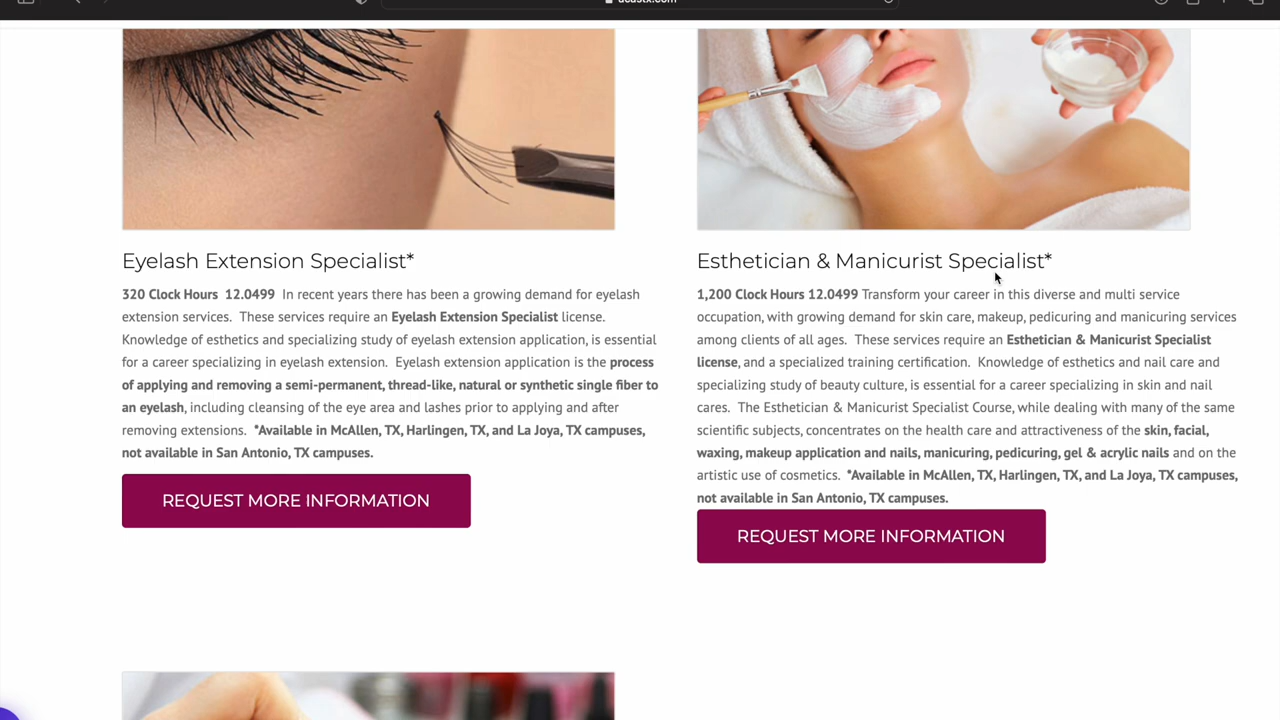 Eyelash Extension Specialist*
320 Clock Hours  12.0499  In recent years there has been a growing demand for eyelash
extension services.  These services require an Eyelash Extension Specialist license.
Knowledge of esthetics and specializing study of eyelash extension application, is essential
for a career specializing in eyelash extension.  Eyelash extension application is the process
of applying and removing a semi-permanent, thread-like, natural or synthetic single fiber to
an eyelash, including cleansing of the eye area and lashes prior to applying and after
removing extensions.  *Available in McAllen, TX, Harlingen, TX, and La Joya, TX campuses,
not available in San Antonio, TX campuses.
REQUEST MORE INFORMATION
Esthetician & Manicurist Specialist*
1,200 Clock Hours 12.0499 Transform your career in this diverse and multi service
occupation, with growing demand for skin care, makeup, pedicuring and manicuring services
among clients of all ages.  These services require an Esthetician & Manicurist Specialist
license, and a specialized training certification.  Knowledge of esthetics and nail care and
specializing study of beauty culture, is essential for a career specializing in skin and nail
cares.  The Esthetician & Manicurist Specialist Course, while dealing with many of the same
scientific subjects, concentrates on the health care and attractiveness of the skin, facial,
waxing, makeup application and nails, manicuring, pedicuring, gel & acrylic nails and on the
artistic use of cosmetics.  *Available in McAllen, TX, Harlingen, TX, and La Joya, TX campuses,
not available in San Antonio, TX campuses.
REQUEST MORE INFORMATION